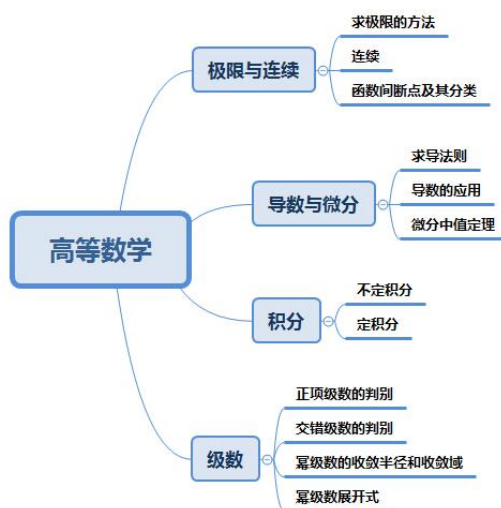 高等数学
极限与连续
求极限的方法
连续
函数间断点及其分类
导数与微分
求导法则
导数的应用
微分中值定理
积分
不定积分
定积分
级数
正项级数的判别
交错级数的判别
幂级数的收敛半径和收敛域
幂级数展开式